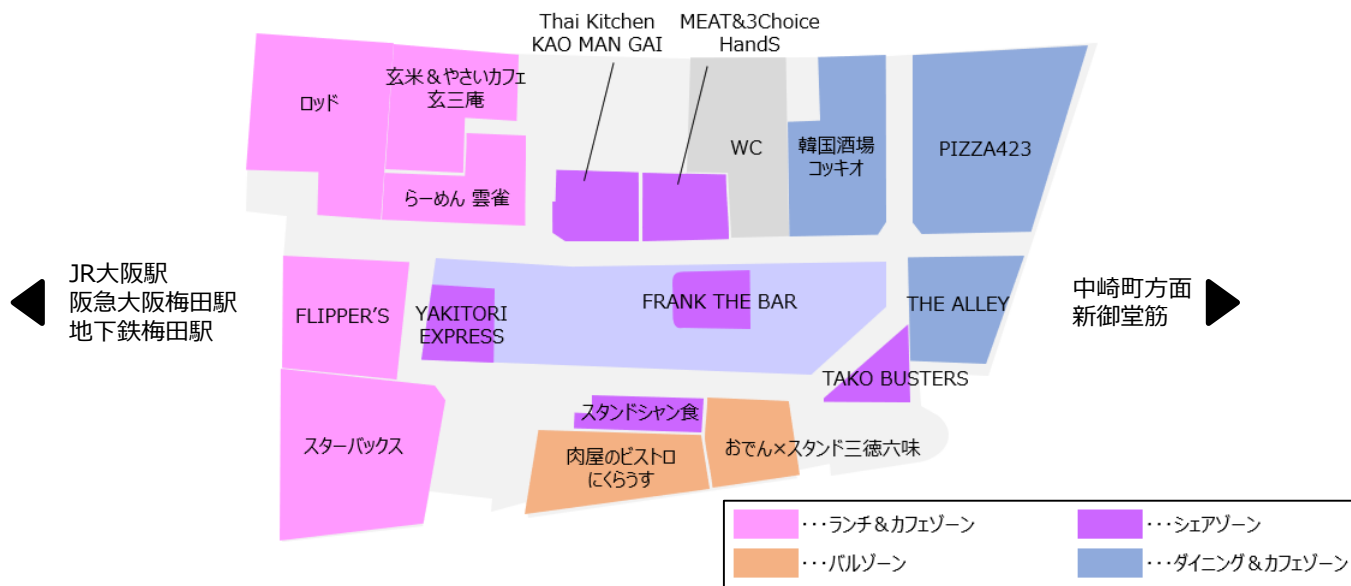 Thai Kitchen
KAO MAN GAI
MEAT&3Choice
HandS
ロッド
玄米＆やさいカフェ
玄三庵
らーめん 雲雀
WC
韓国酒場
コッキオ
PIZZA423
JR大阪駅
阪急大阪梅田駅
地下鉄梅田駅
FLIPPER'S
YAKITORI
EXPRESS
FRANK THE BAR
THE ALLEY
中崎町方面
新御堂筋
TAKO BUSTERS
スタンドシャン食
スターバックス
肉屋のビストロ
にくらうす
おでん×スタンド三徳六味
･･･ランチ＆カフェゾーン
･･･シェアゾーン
･･･バルゾーン
･･･ダイニング＆カフェゾーン